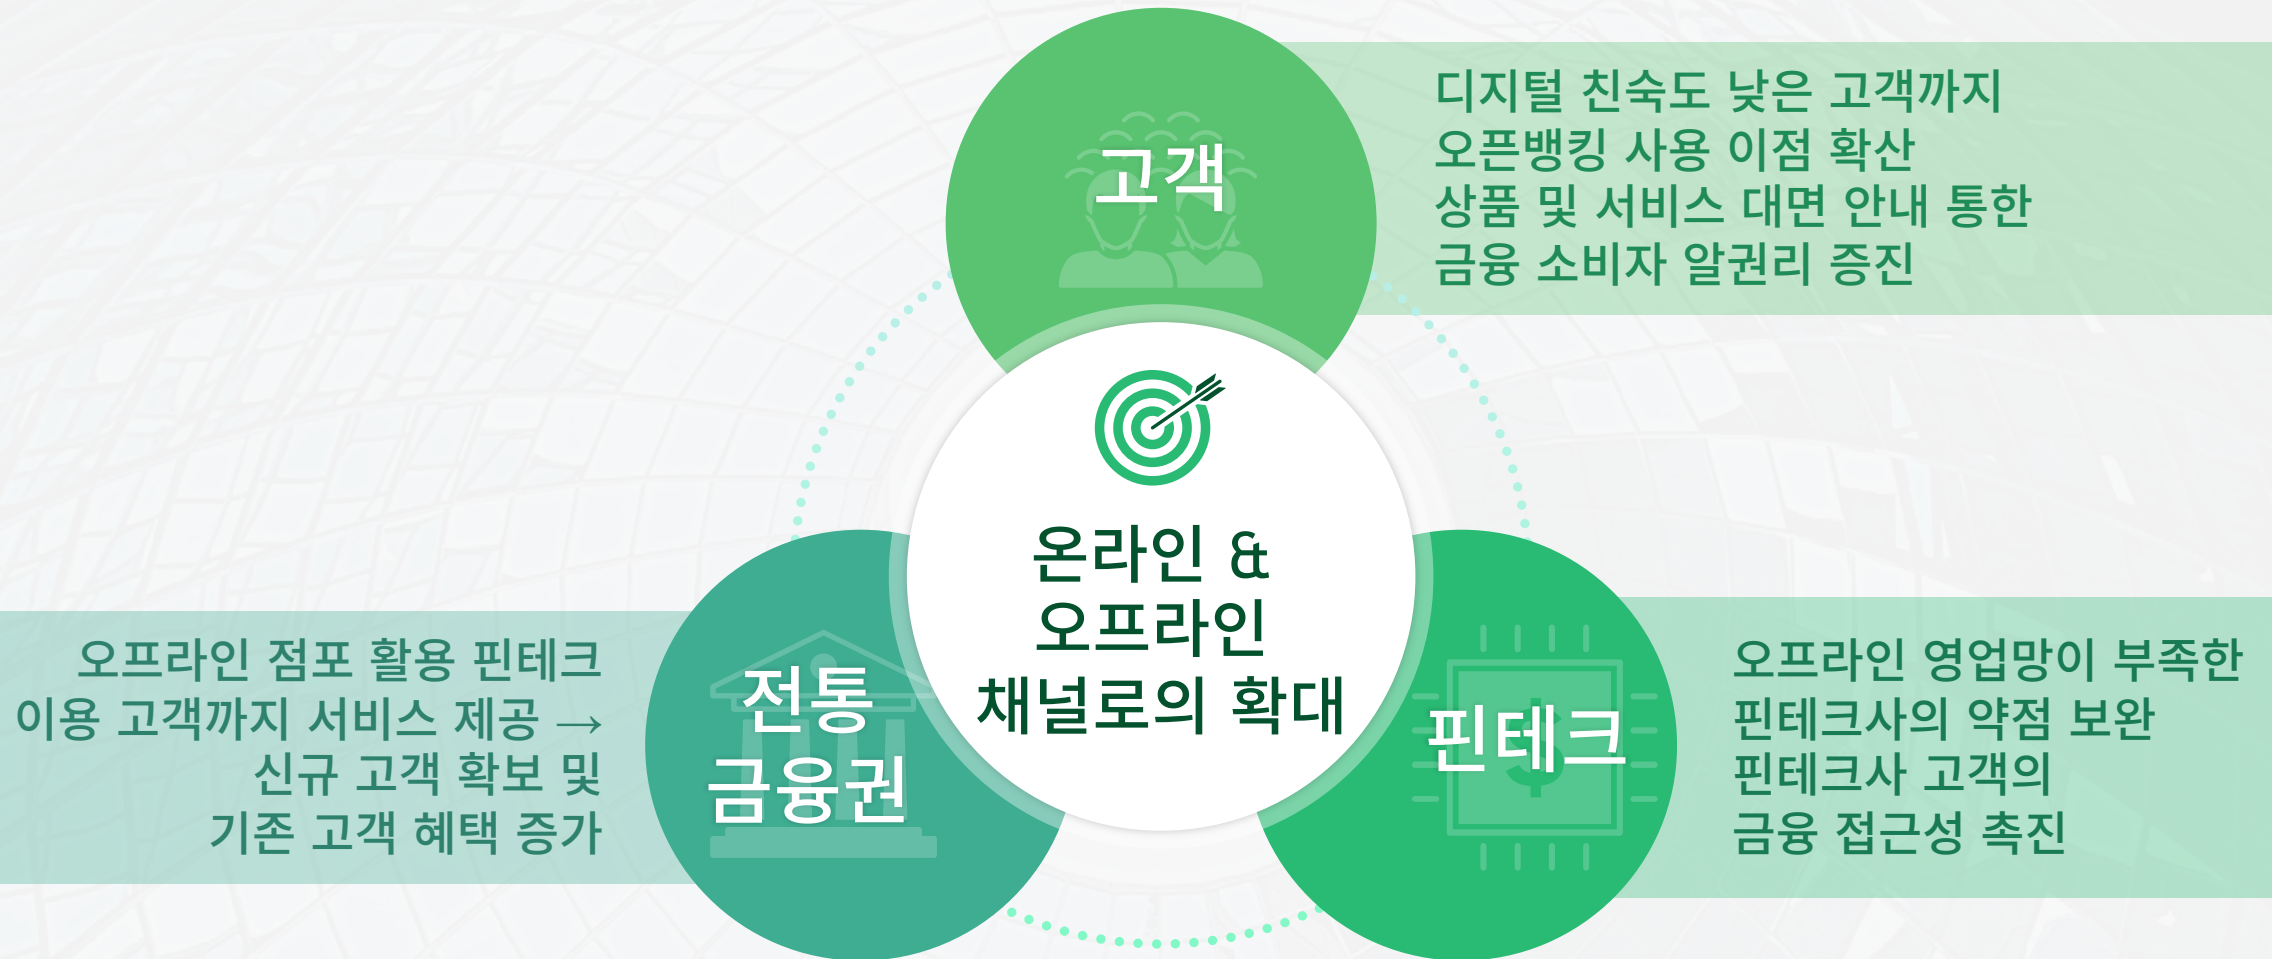 고객
디지털 친숙도 낮은 고객까지
오픈뱅킹 사용 이점 확산
상품 및 서비스 대면 안내 통한
금융 소비자 알권리 증진
온라인 &
오프라인
채널로의 확대
전통
금융권
오프라인 점포 활용 핀테크
이용 고객까지 서비스 제공 →
신규 고객 확보 및
기존 고객 혜택 증가
핀테크
오프라인 영업망이 부족한
핀테크사의 약점 보완
핀테크사 고객의
금융 접근성 촉진